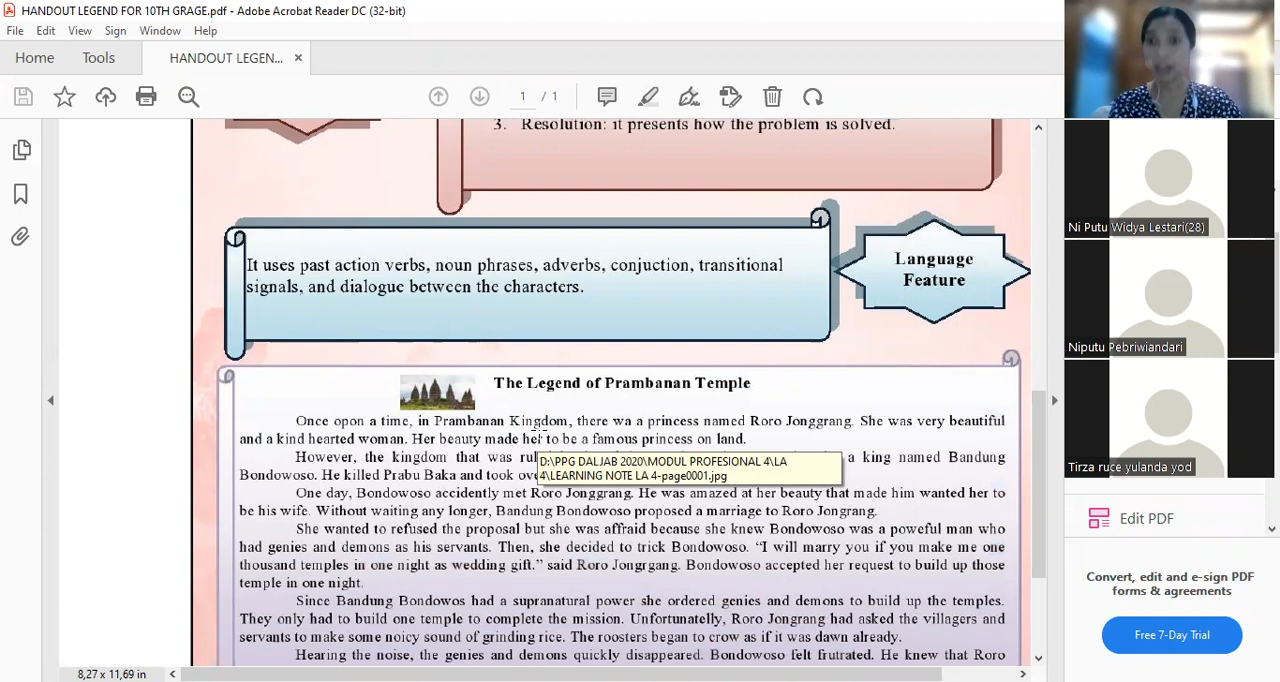 HANDOUT LEGEND FOR 10TH GRAGE.pdf - Adobe Acrobat Reader DC (32-bit)
File Edit View Sign Window Help
Home Tools HANDOUT LEGEN... ×
1 / 1
3. Resolution: it presents how the problem is solved.
It uses past action verbs, noun phrases, adverbs, conjuction, transitional
signals, and dialogue between the characters.
Language
Feature
The Legend of Prambanan Temple
Once opon a time, in Prambanan Kingdom, there wa a princess named Roro Jonggrang. She was very beautiful
and a kind hearted woman. Her beauty made her to be a famous princess on land.
However, the kingdom that was rul a king named Bandung
Bondowoso. He killed Prabu Baka and took ove
D:\PPG DALJAB 2020\MODUL PROFESIONAL 4\LA
4\LEARNING NOTE LA 4-page0001.jpg
One day, Bondowoso accidently met Roro Jonggrang. He was amazed at her beauty that made him wanted her to
be his wife. Without waiting any longer, Bandung Bondowoso proposed a marriage to Roro Jongrang.
She wanted to refused the proposal but she was affraid because she knew Bondowoso was a poweful man who
had genies and demons as his servants. Then, she decided to trick Bondowoso. “I will marry you if you make me one
thousand temples in one night as wedding gift.” said Roro Jongrgang. Bondowoso accepted her request to build up those
temple in one night.
Since Bandung Bondowos had a supranatural power she ordered genies and demons to build up the temples.
They only had to build one temple to complete the mission. Unfortunatelly, Roro Jongrang had asked the villagers and
servants to make some noicy sound of grinding rice. The roosters began to crow as if it was dawn already.
Hearing the noise, the genies and demons quickly disappeared. Bondowoso felt frutrated. He knew that Roro
8,27 x 11,69 in
Ni Putu Widya Lestari(28)
Niputu Pebriwiandari
Tirza ruce yulanda yod
Edit PDF
Convert, edit and e-sign PDF
forms & agreements
Free 7-Day Trial